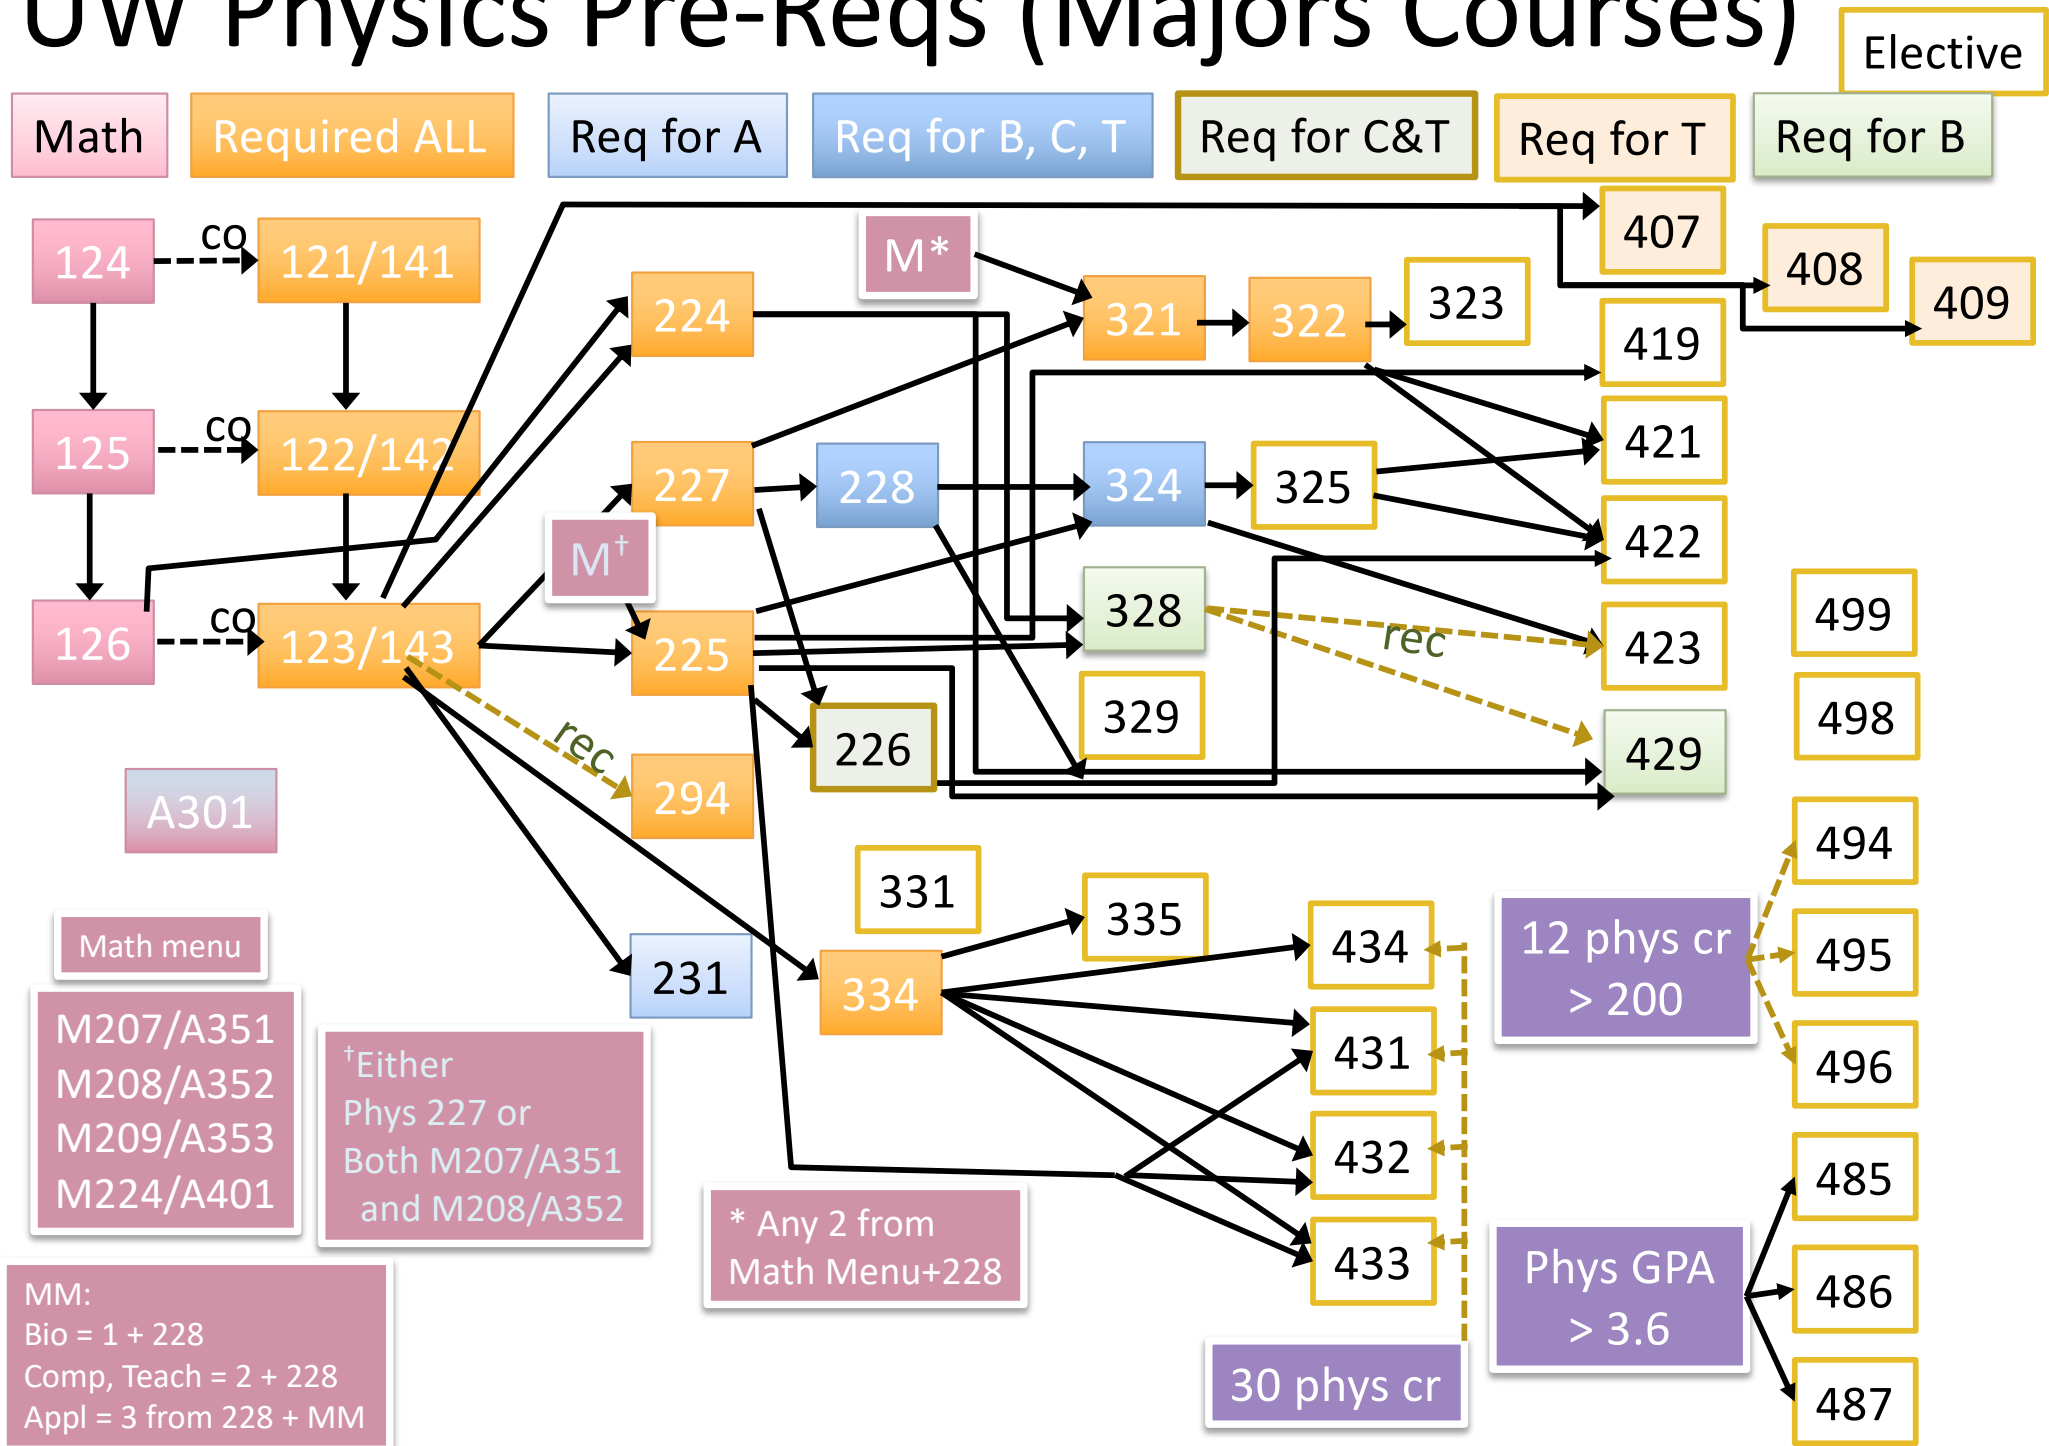 UW Physics Pre-Reqs (Majors Courses)
Elective
Math
Required ALL
Req for A
Req for B, C, T
Req for C&T
Req for T
Req for B
124
co
121/141
224
M*
321
322
323
407
408
409
419
125
co
122/142
227
228
324
325
421
422
M†
126
co
123/143
225
328
rec
423
499
226
329
429
498
rec
294
A301
331
335
434
12 phys cr
> 200
494
495
496
Math menu
231
334
431
432
433
M207/A351
M208/A352
M209/A353
M224/A401
†Either
Phys 227 or
Both M207/A351
and M208/A352
* Any 2 from
Math Menu+228
Phys GPA
> 3.6
485
486
487
30 phys cr
MM:
Bio = 1 + 228
Comp, Teach = 2 + 228
Appl = 3 from 228 + MM